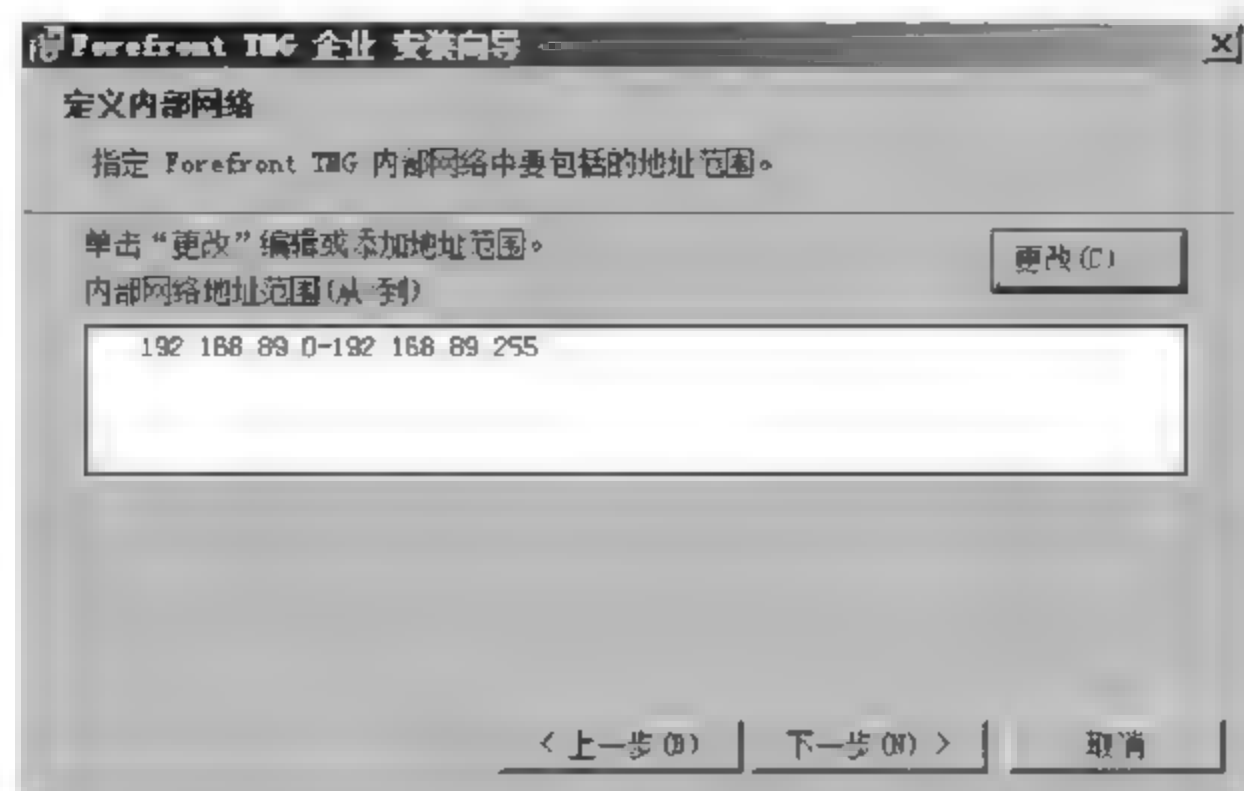 Forefront TMG 企业 安装向导
定义内部网络
指定 Forefront TMG 内部网络中要包括的地址范围。
单击“更改”编辑或添加地址范围。
更改(C)
内部网络地址范围(从-到)
192 168 89 0-192 168 89 255
< 上一步(B)
下一步(N) >
取消